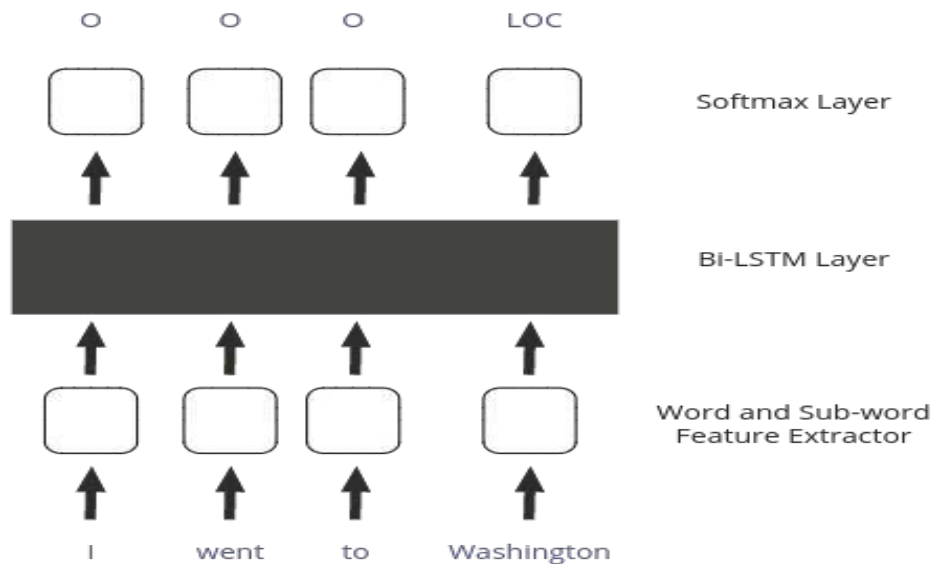 O O O LOC
Softmax Layer
Bi-LSTM Layer
Word and Sub-word
Feature Extractor
I went to Washington